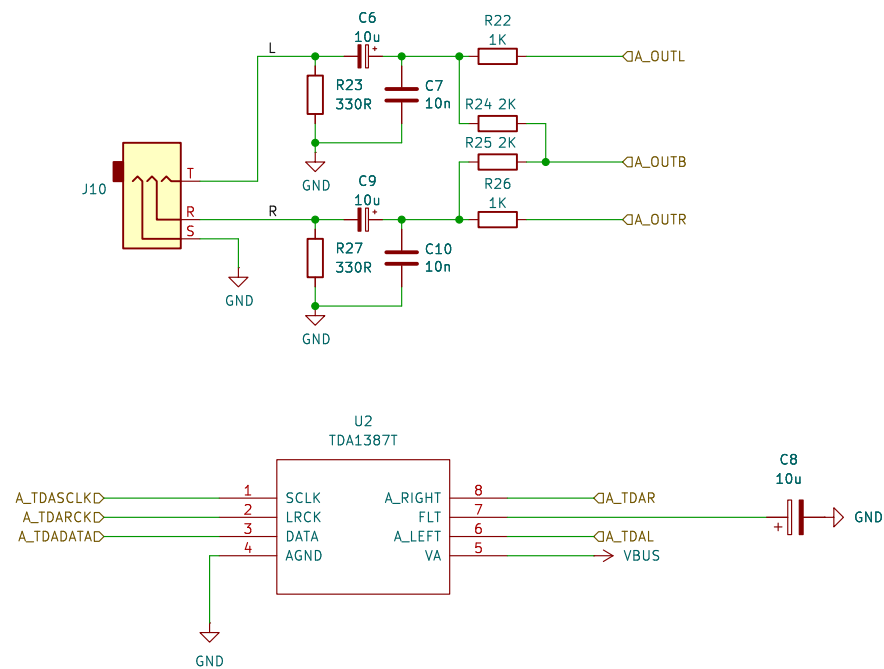 C6
10u
R22
1K
L
A_OUTL
R23
330R
C7
10n
R24 2K
R25 2K
A_OUTB
GND
J10
T
R
S
R
C9
10u
R26
1K
A_OUTR
R27
330R
C10
10n
GND
GND
U2
TDA1387T
C8
10u
A_TDASCLK 1 SCLK A_RIGHT 8 A_TDAR
A_TDARCK 2 LRCK FLT 7 GND
A_TDADATA 3 DATA A_LEFT 6 A_TDAL
4 AGND VA 5 VBUS
+
GND